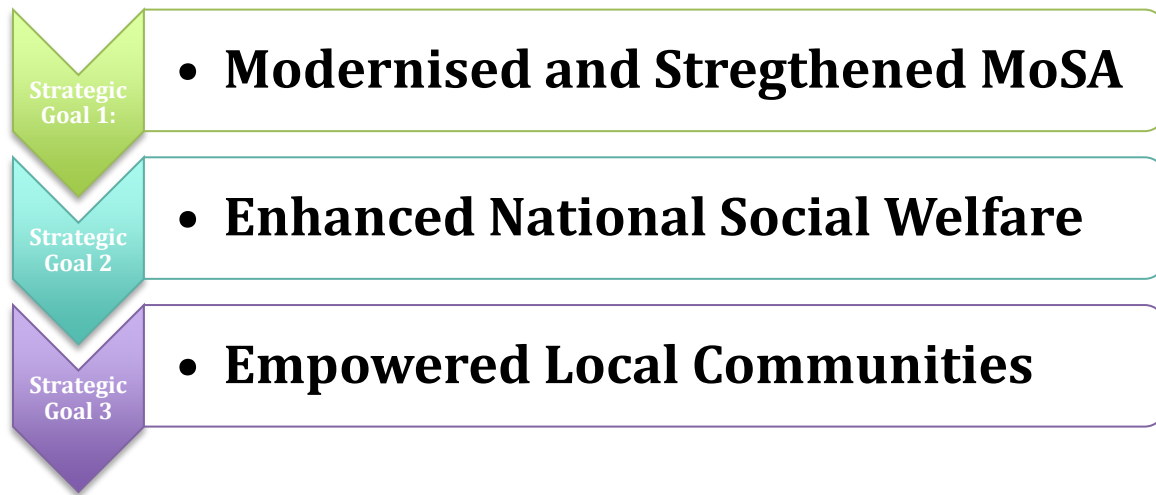 Strategic
Goal 1:
• Modernised and Stregthened MoSA
Strategic
Goal 2
• Enhanced National Social Welfare
Strategic
Goal 3
• Empowered Local Communities